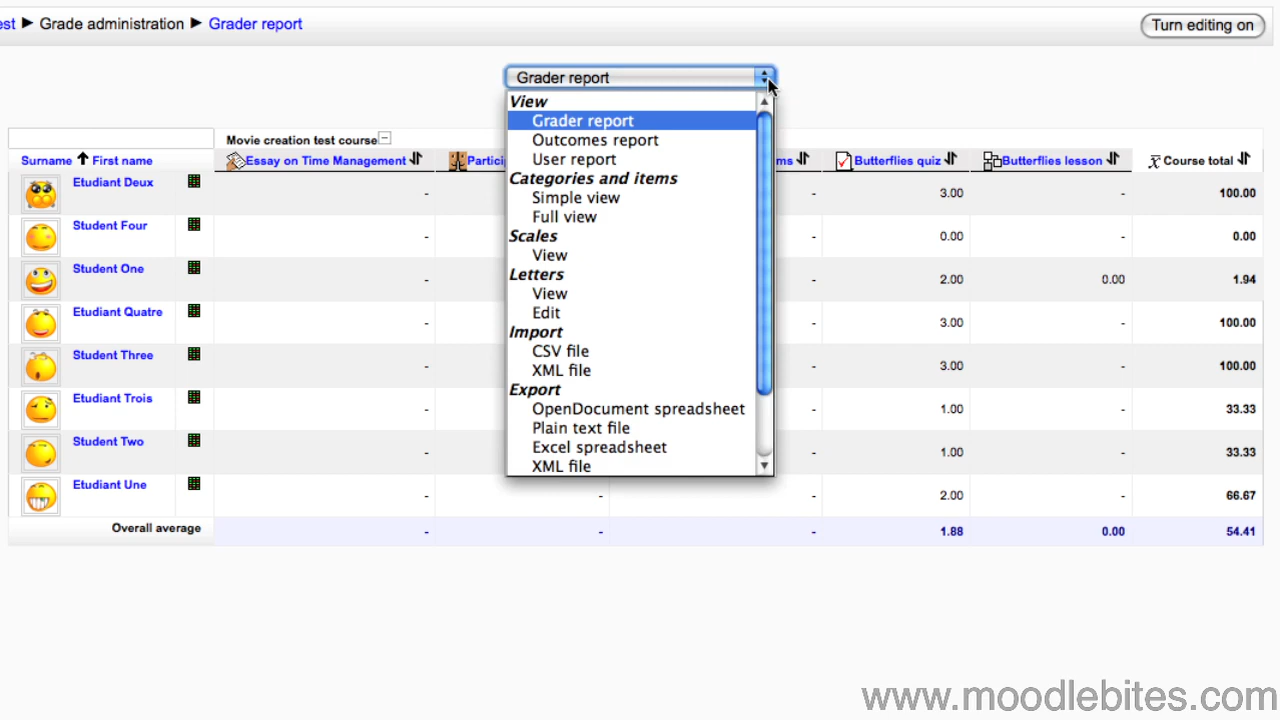 est ▶ Grade administration ▶ Grader report
Turn editing on
Grader report
View
Grader report
Outcomes report
User report
Categories and items
Simple view
Full view
Scales
View
Letters
View
Edit
Import
CSV file
XML file
Export
OpenDocument spreadsheet
Plain text file
Excel spreadsheet
XML file
Movie creation test course
Surname First name Essay on Time Management Partici ms Butterflies quiz Butterflies lesson x̅ Course total
Etudiant Deux - - 3.00 - 100.00
Student Four - - 0.00 - 0.00
Student One - - 2.00 0.00 1.94
Etudiant Quatre - - 3.00 - 100.00
Student Three - - 3.00 - 100.00
Etudiant Trois - - 1.00 - 33.33
Student Two - - 1.00 - 33.33
Etudiant Une - - - 2.00 - 66.67
Overall average - - - 1.88 0.00 54.41
www.moodlebites.com